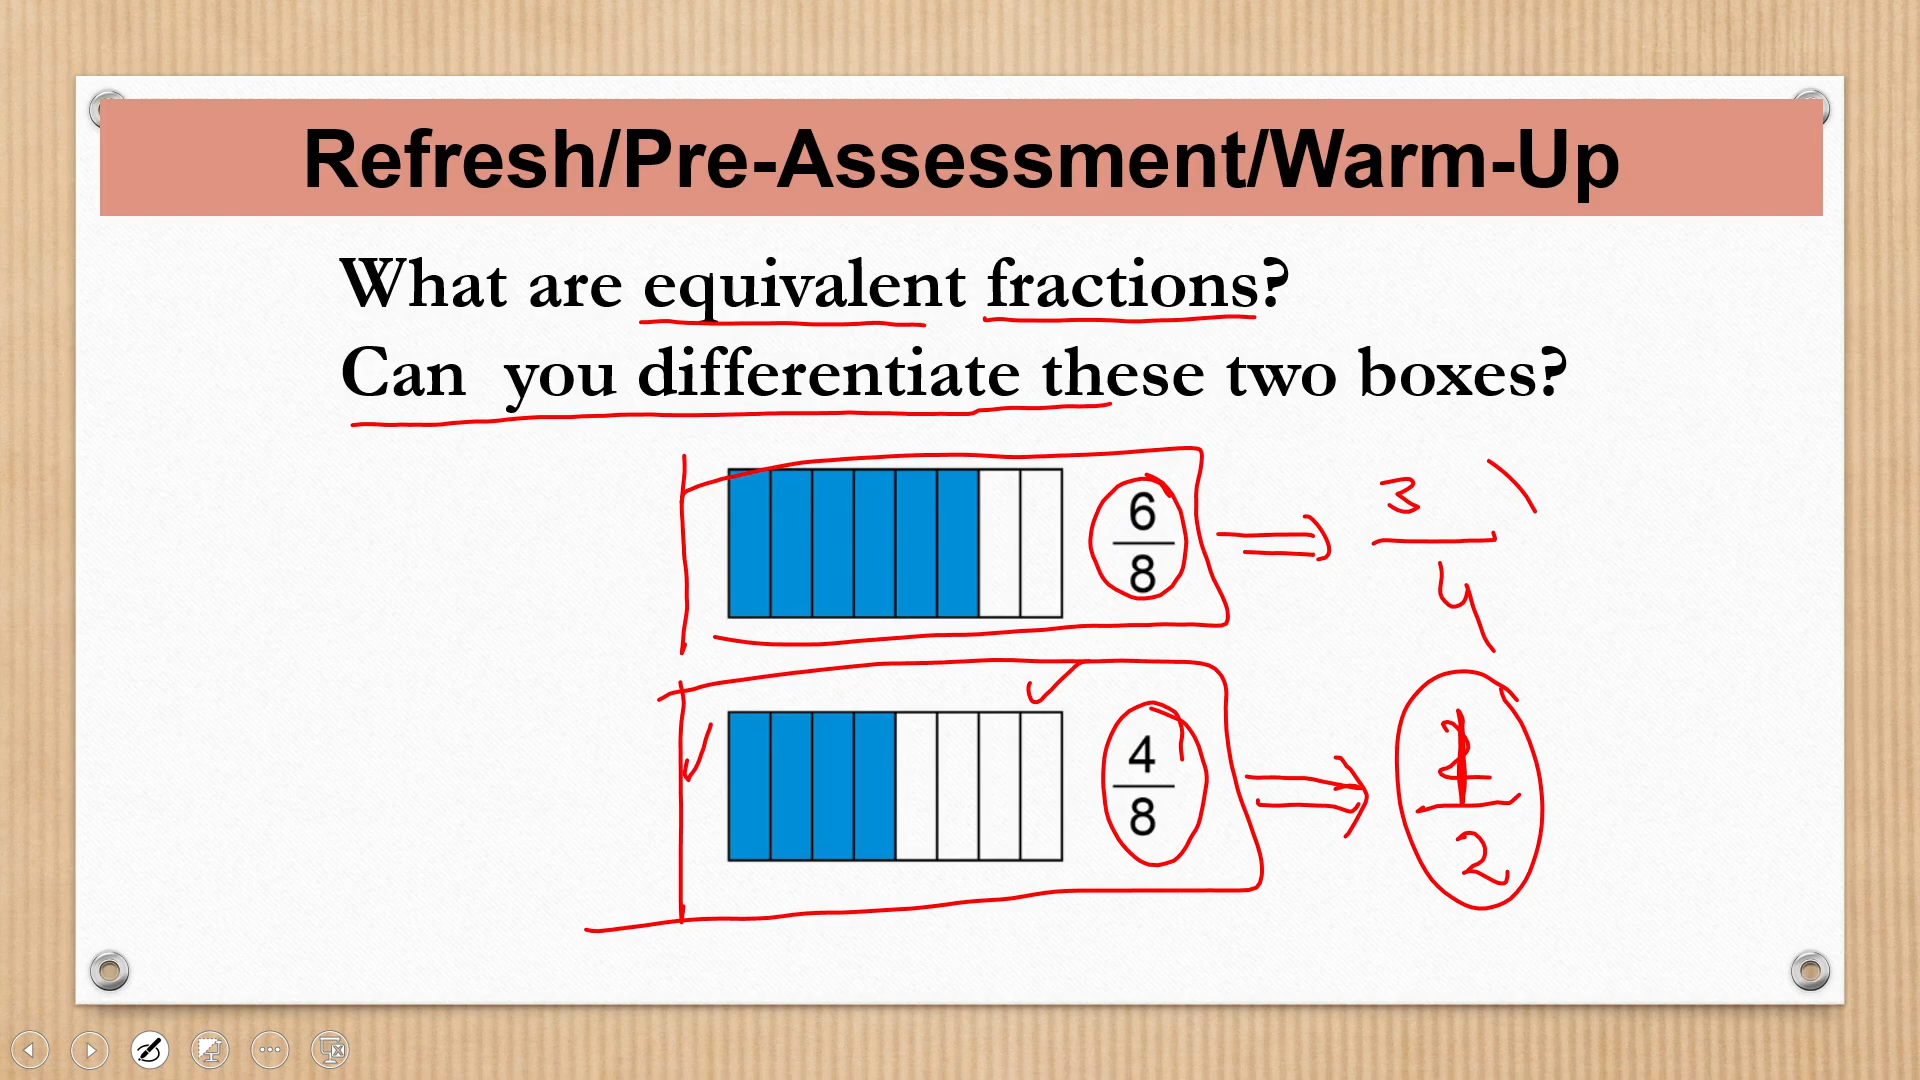 Refresh/Pre-Assessment/Warm-Up
What are equivalent fractions?
Can you differentiate these two boxes?
6
8
3
4
4
8
1
2